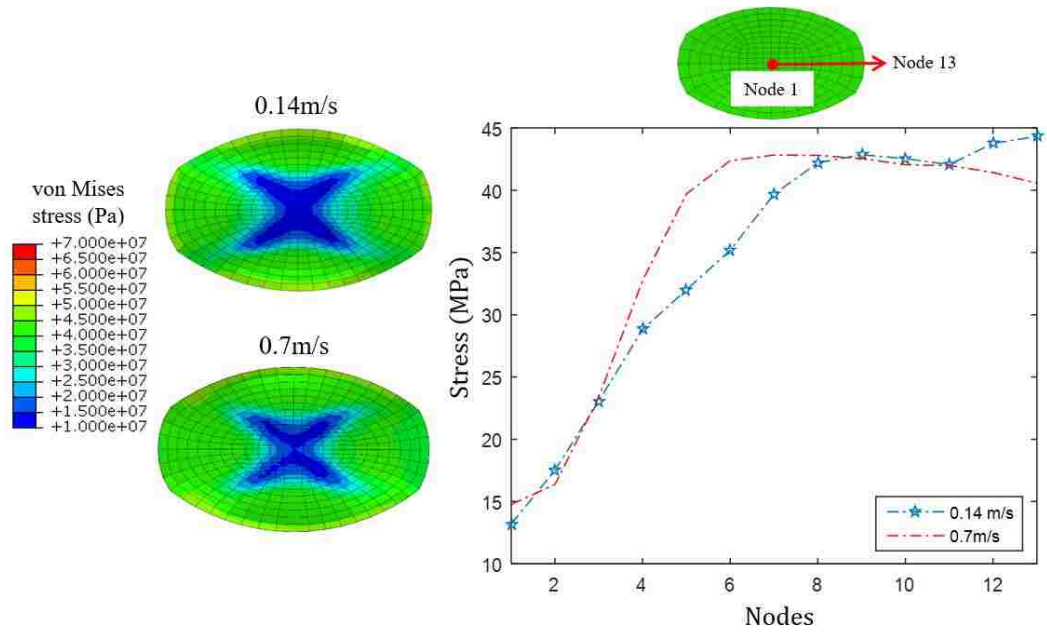 Node 13
Node 1
0.14m/s
von Mises
stress (Pa)
+7.000e+07
+6.500e+07
+6.000e+07
+5.500e+07
+5.000e+07
+4.500e+07
+4.000e+07
+3.500e+07
+3.000e+07
+2.500e+07
+2.000e+07
+1.500e+07
+1.000e+07
0.7m/s
45
40
35
30
25
20
15
10
Stress (MPa)
0.14 m/s
0.7m/s
2 4 6 8 10 12
Nodes